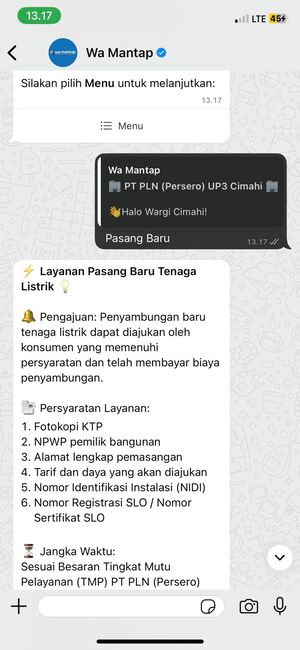 13.17
LTE 45
Wa Mantap
Silakan pilih Menu untuk melanjutkan:
13.17
Menu
Wa Mantap
PT PLN (Persero) UP3 Cimahi
Halo Wargi Cimahi!
Pasang Baru
13.17
Layanan Pasang Baru Tenaga
Listrik
Pengajuan: Penyambungan baru
tenaga listrik dapat diajukan oleh
konsumen yang memenuhi
persyaratan dan telah membayar biaya
penyambungan.
Persyaratan Layanan:
1. Fotokopi KTP
2. NPWP pemilik bangunan
3. Alamat lengkap pemasangan
4. Tarif dan daya yang akan diajukan
5. Nomor Identifikasi Instalasi (NIDI)
6. Nomor Registrasi SLO / Nomor
Sertifikat SLO
Jangka Waktu:
Sesuai Besaran Tingkat Mutu
Pelayanan (TMP) PT PLN (Persero)